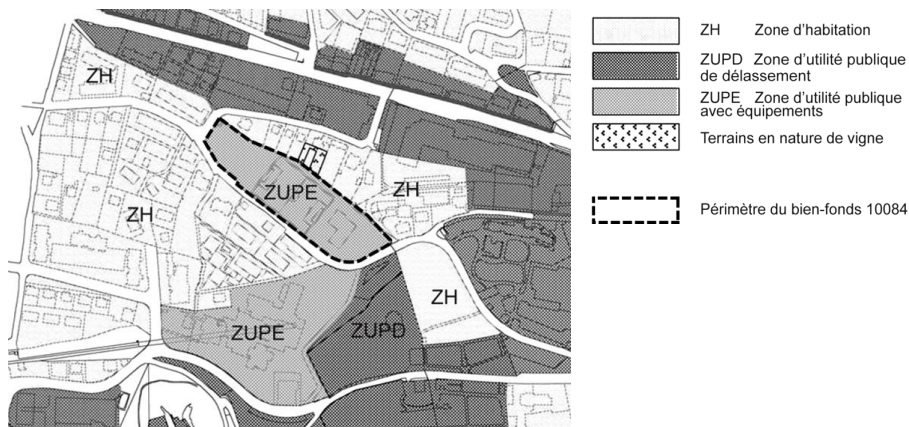 ZH
ZUPE
ZH
ZH
ZH
ZUPE
ZUPD
ZH Zone d'habitation
ZUPD Zone d'utilité publique
de délassement
ZUPE Zone d'utilité publique
avec équipements
Terrains en nature de vigne
Périmètre du bien-fonds 10084